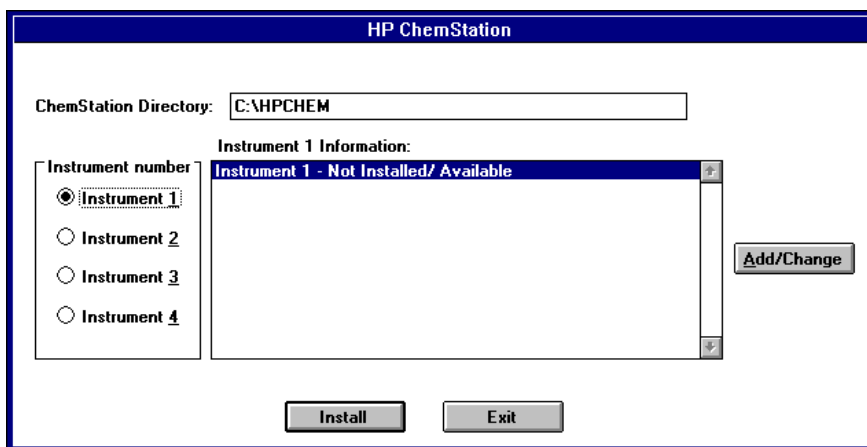 HP ChemStation
ChemStation Directory: C:\HPCHEM
Instrument 1 Information:
Instrument number
Instrument 1 - Not Installed/ Available
Instrument 1
Instrument 2
Instrument 3
Instrument 4
Add/Change
Install Exit